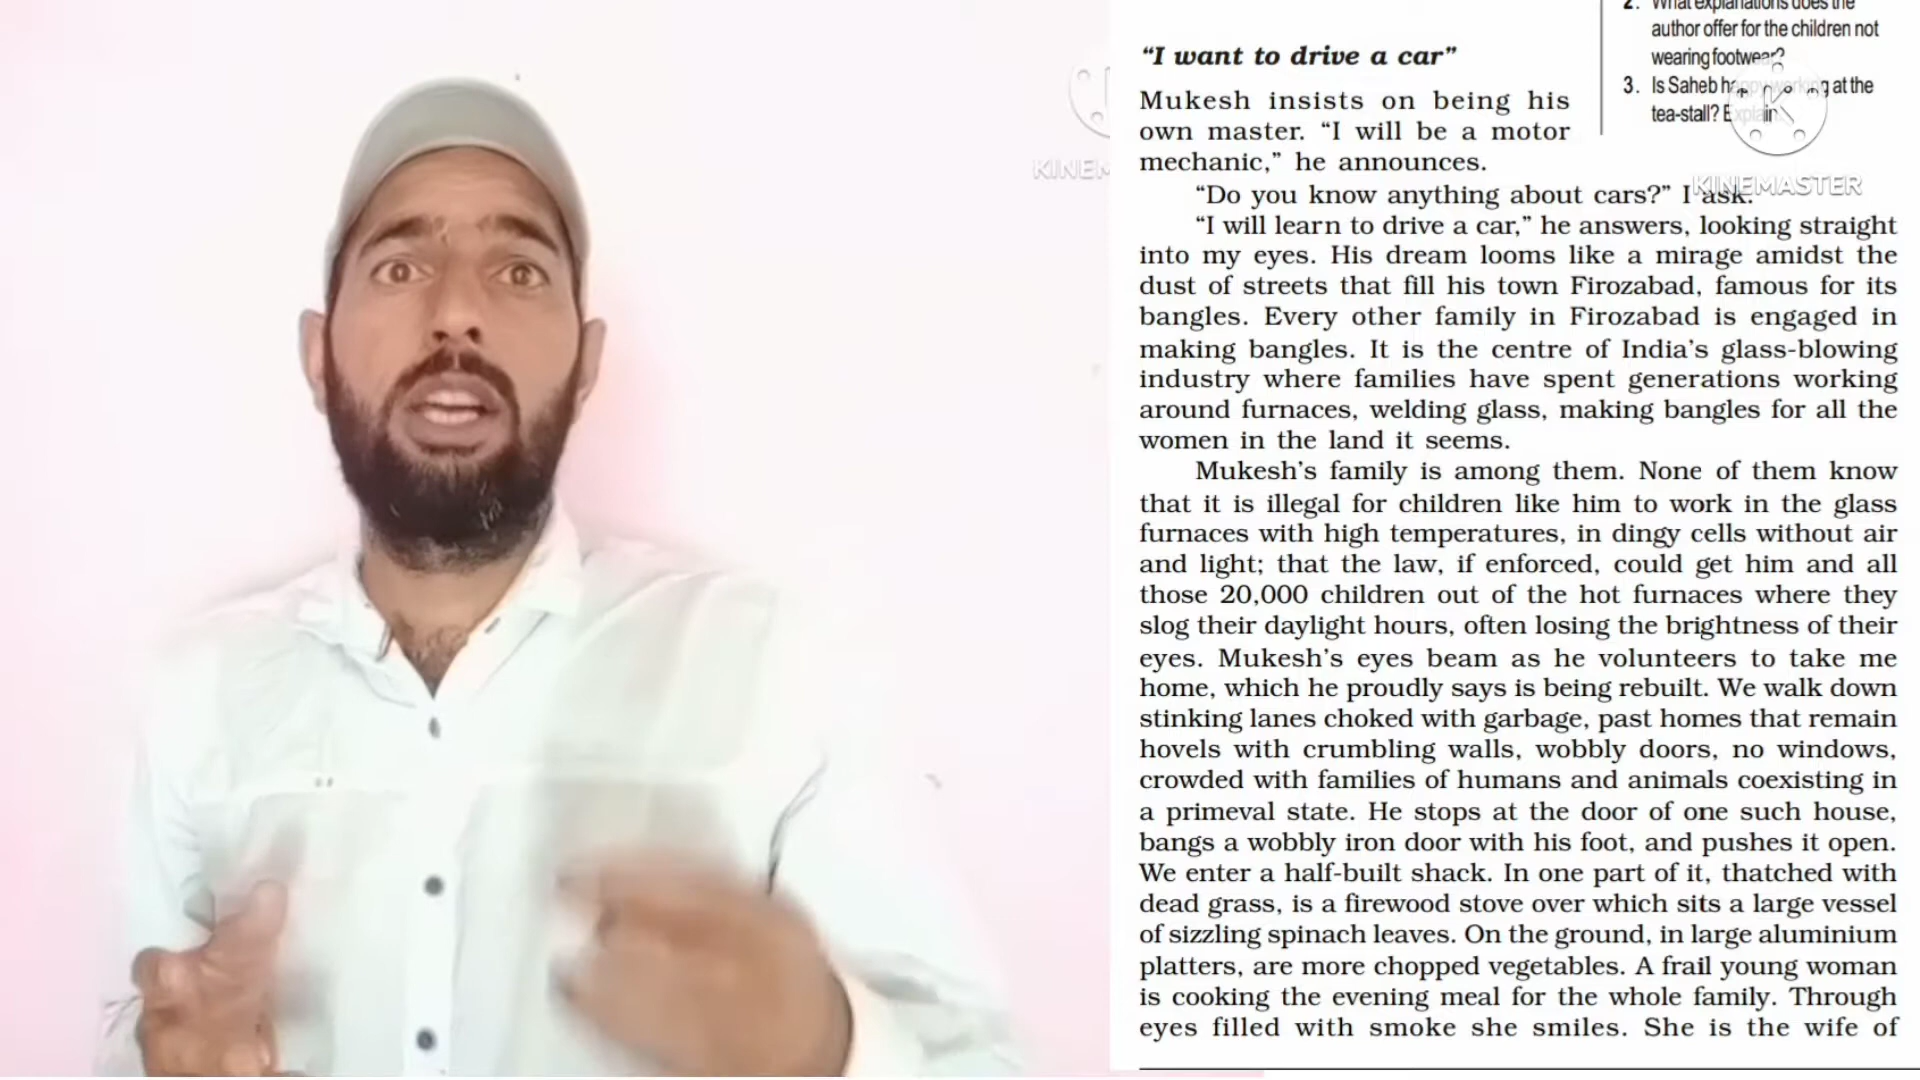 2. What explanations does the
author offer for the children not
wearing footwear?
3. Is Saheb happy working at the
tea-stall? Explain.
“I want to drive a car”
Mukesh insists on being his
own master. “I will be a motor
mechanic,” he announces.
“Do you know anything about cars?” I ask.
“I will learn to drive a car,” he answers, looking straight
into my eyes. His dream looms like a mirage amidst the
dust of streets that fill his town Firozabad, famous for its
bangles. Every other family in Firozabad is engaged in
making bangles. It is the centre of India’s glass-blowing
industry where families have spent generations working
around furnaces, welding glass, making bangles for all the
women in the land it seems.
Mukesh’s family is among them. None of them know
that it is illegal for children like him to work in the glass
furnaces with high temperatures, in dingy cells without air
and light; that the law, if enforced, could get him and all
those 20,000 children out of the hot furnaces where they
slog their daylight hours, often losing the brightness of their
eyes. Mukesh’s eyes beam as he volunteers to take me
home, which he proudly says is being rebuilt. We walk down
stinking lanes choked with garbage, past homes that remain
hovels with crumbling walls, wobbly doors, no windows,
crowded with families of humans and animals coexisting in
a primeval state. He stops at the door of one such house,
bangs a wobbly iron door with his foot, and pushes it open.
We enter a half-built shack. In one part of it, thatched with
dead grass, is a firewood stove over which sits a large vessel
of sizzling spinach leaves. On the ground, in large aluminium
platters, are more chopped vegetables. A frail young woman
is cooking the evening meal for the whole family. Through
eyes filled with smoke she smiles. She is the wife of
KINEM
K
KINEMASTER